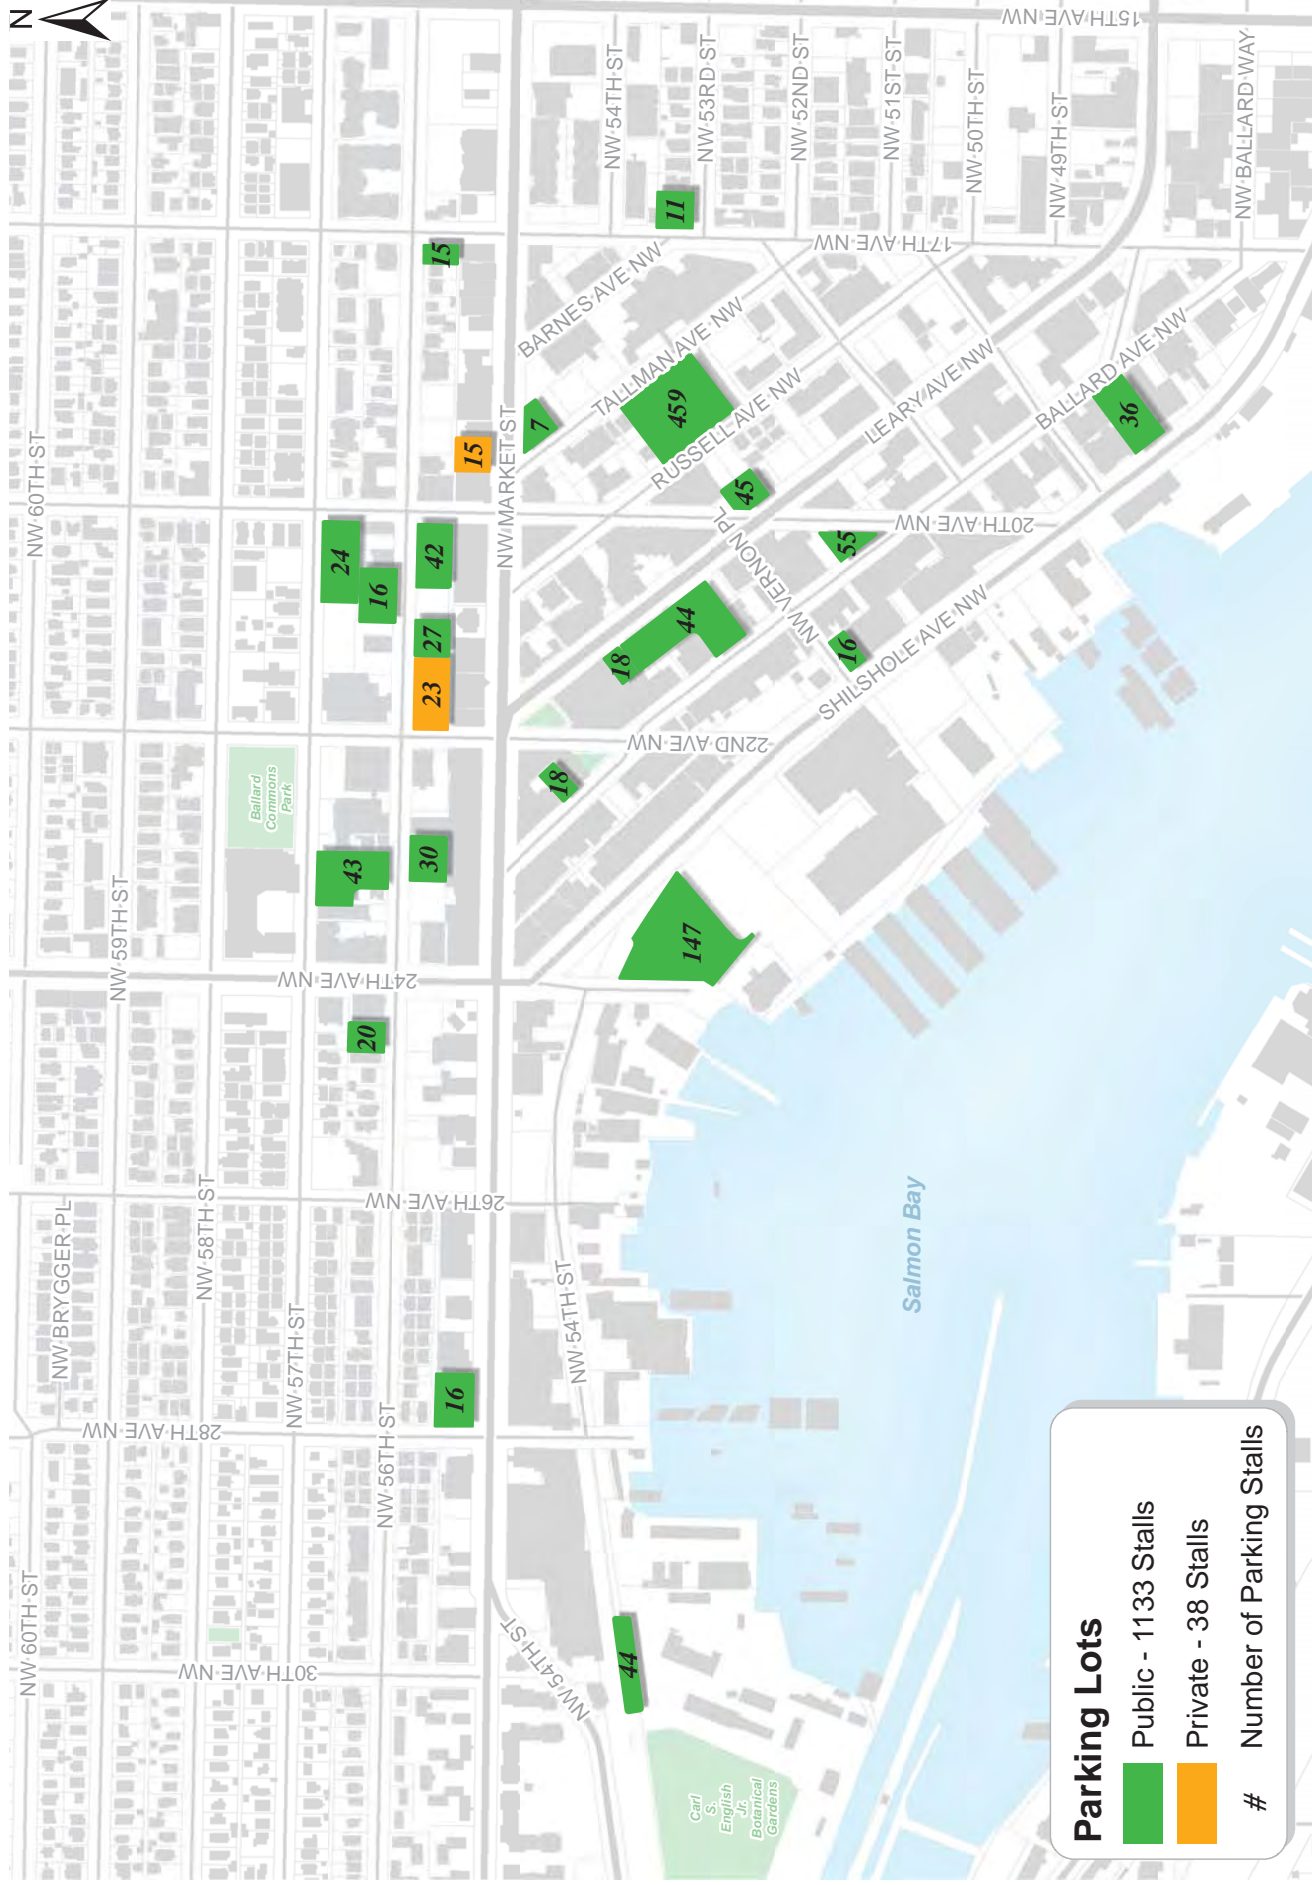 N
NW 60TH ST
NW 60TH ST
NW BRYGGER PL
NW 59TH ST
NW 58TH ST
NW 57TH ST
NW 56TH ST
NW MARKET ST
NW 54TH ST
NW 54TH ST
NW 54TH ST
NW 53RD ST
NW 52ND ST
NW 51ST ST
NW 50TH ST
NW 49TH ST
NW BALLARD WAY
30TH AVE NW
28TH AVE NW
26TH AVE NW
24TH AVE NW
22ND AVE NW
20TH AVE NW
17TH AVE NW
15TH AVE NW
BARNES AVE NW
TALLMAN AVE NW
RUSSELL AVE NW
LEARY AVE NW
BALLARD AVE NW
SHILSHOLE AVE NW
NW VERNON PL
Ballard
Commons
Park
Carl
S.
English
Jr.
Botanical
Gardens
Salmon Bay
44
16
20
43
30
147
18
23
27
16
24
42
18
44
16
55
45
15
7
459
36
15
11
Parking Lots
Public - 1133 Stalls
Private - 38 Stalls
# Number of Parking Stalls